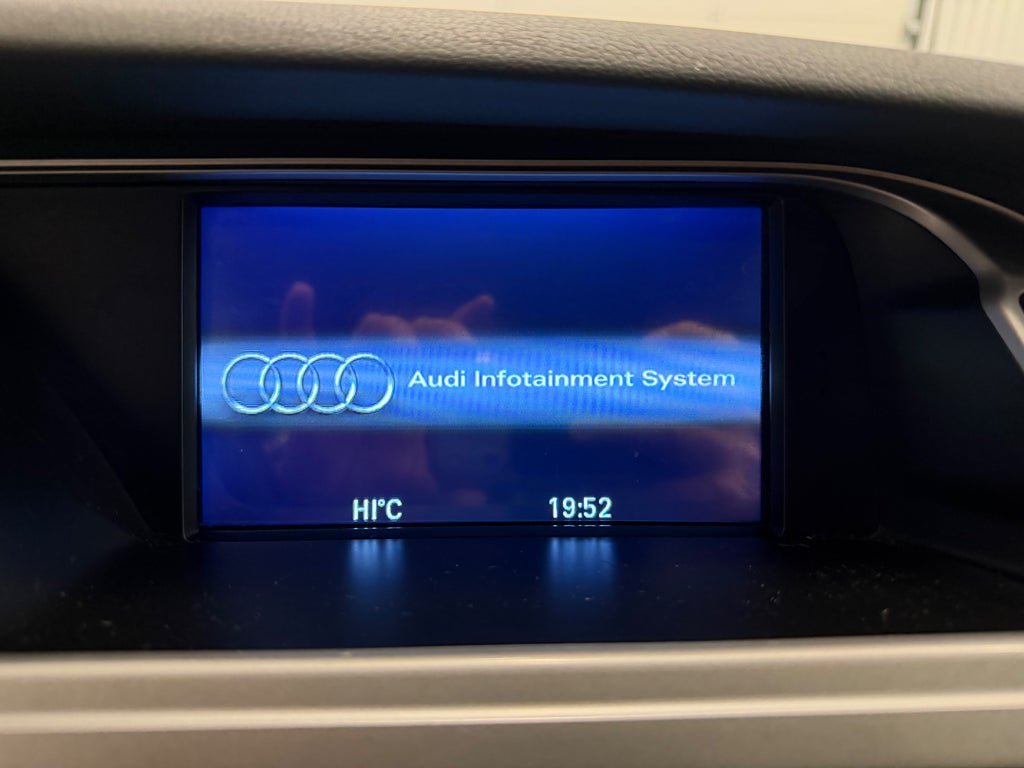 Audi Infotainment System
HI°C 19:52